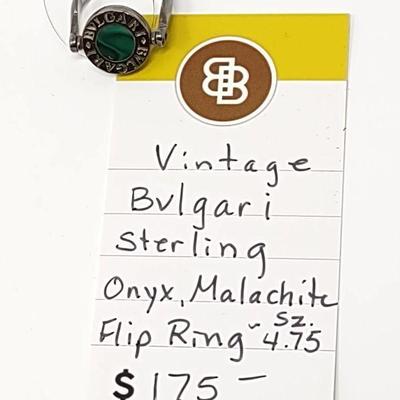 BVLGARI • BVLGARI •
B B
Vintage
Bvlgari
Sterling
Onyx, Malachite
Flip Ring ~ sz. 4.75
$175 —